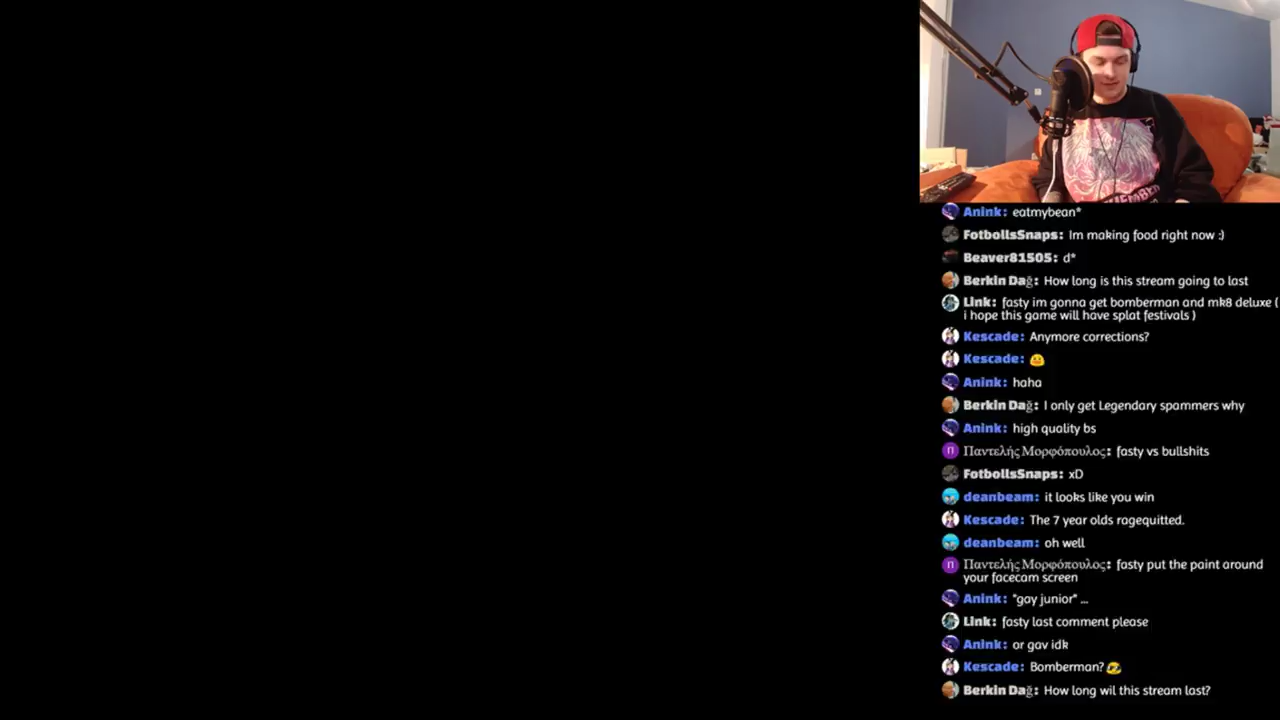 Anink: eatmybean*
FotbollsSnaps: Im making food right now :)
Beaver81505: d*
Berkin Dağ: How long is this stream going to last
Link: fasty im gonna get bomberman and mk8 deluxe (
i hope this game will have splat festivals )
Kescade: Anymore corrections?
Kescade:
Anink: haha
Berkin Dağ: I only get Legendary spammers why
Anink: high quality bs
Παντελής Μορφόπουλος: fasty vs bullshits
FotbollsSnaps: xD
deanbeam: it looks like you win
Kescade: The 7 year olds ragequitted.
deanbeam: oh well
Παντελής Μορφόπουλος: fasty put the paint around
your facecam screen
Anink: "gay junior" ...
Link: fasty last comment please
Anink: or gav idk
Kescade: Bomberman?
Berkin Dağ: How long wil this stream last?